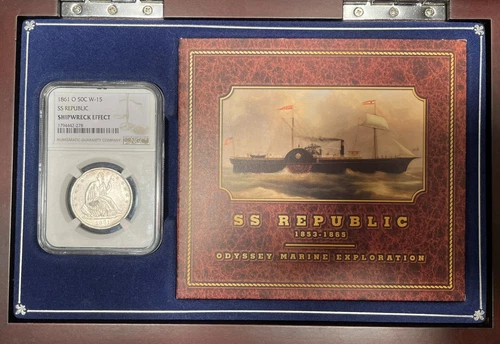 1861 O 50C W-15
SS REPUBLIC
SHIPWRECK EFFECT
SS REPUBLIC
1853-1865
ODYSSEY MARINE EXPLORATION